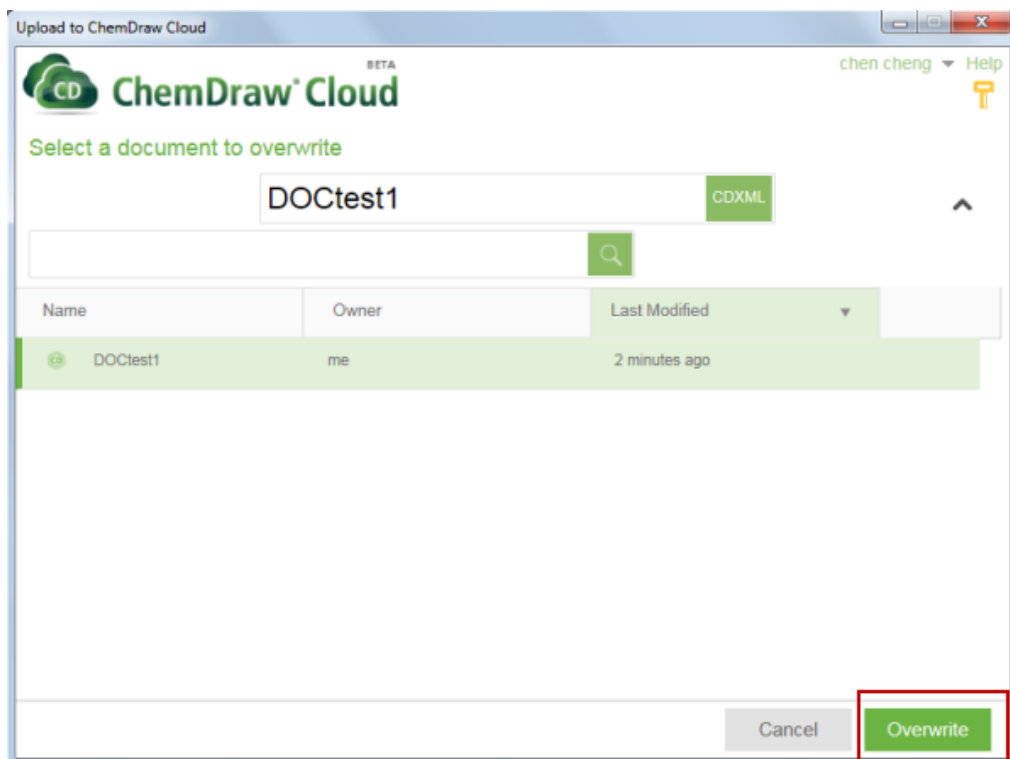 Upload to ChemDraw Cloud
CD ChemDraw® Cloud BETA
chen cheng Help
Select a document to overwrite
DOCtest1 CDXML
Name Owner Last Modified
CD DOCtest1 me 2 minutes ago
Cancel Overwrite